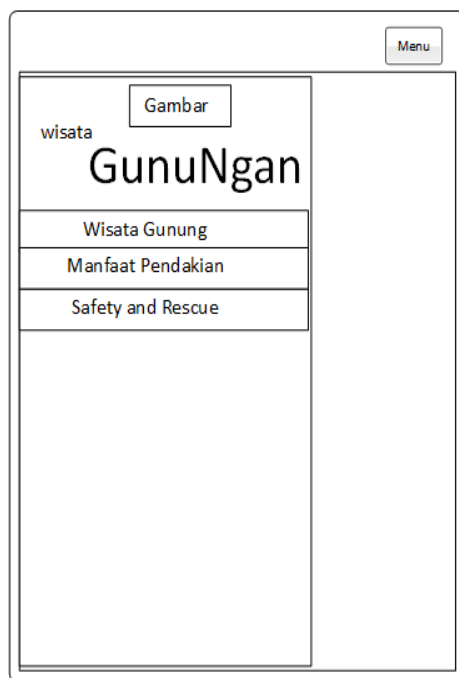 Menu
Gambar
wisata
GunuNgan
Wisata Gunung
Manfaat Pendakian
Safety and Rescue